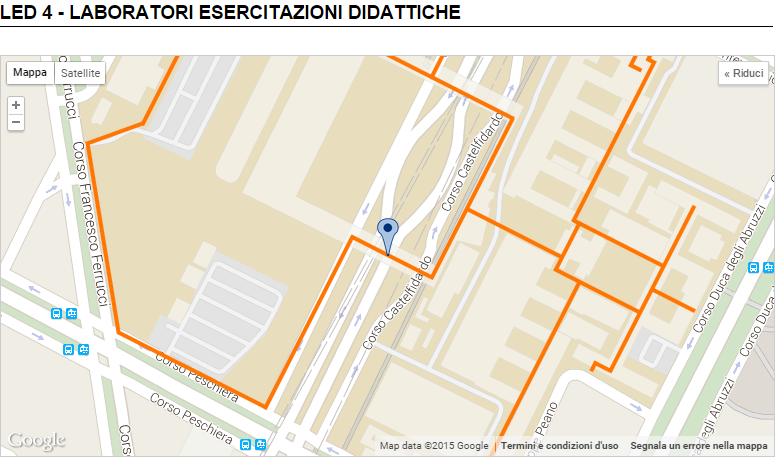 LED 4 - LABORATORI ESERCITAZIONI DIDATTICHE
Mappa
Satellite
« Riduci
+
−
Corso Francesco Ferrucci
Corso Castelfidardo
Corso Castelfidardo
Corso Duca degli Abruzzi
Corso Duca
degli Abruzzi
Corso Peschiera
Corso Peschiera
Peano
Corso
Google
Map data ©2015 Google
Termini e condizioni d'uso
Segnala un errore nella mappa